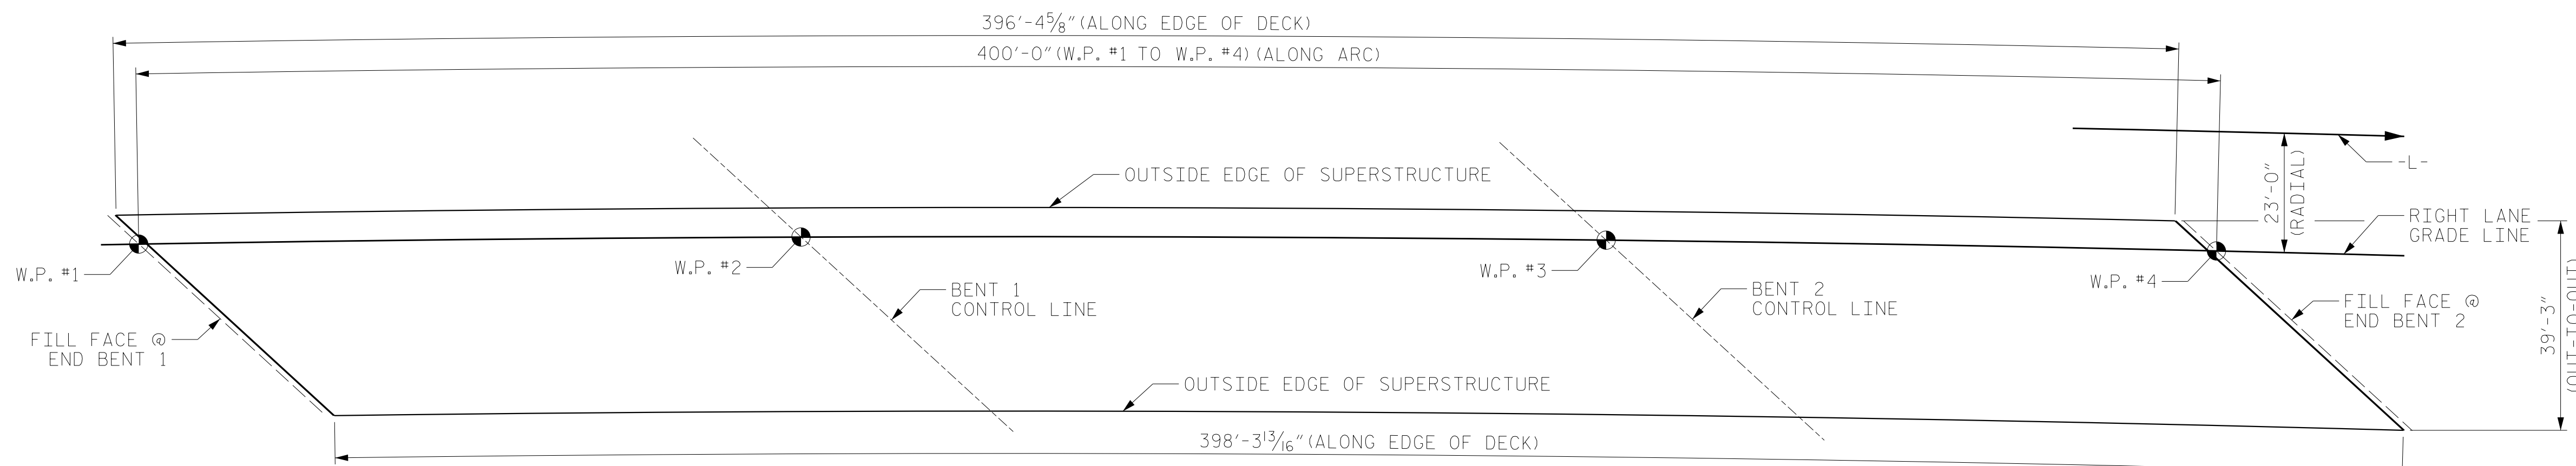 396'-4⅝"(ALONG EDGE OF DECK)
400'-0"(W.P. #1 TO W.P. #4)(ALONG ARC)
OUTSIDE EDGE OF SUPERSTRUCTURE
-L-
23'-0"
(RADIAL)
RIGHT LANE
GRADE LINE
W.P. #1
W.P. #2
W.P. #3
W.P. #4
BENT 1
CONTROL LINE
BENT 2
CONTROL LINE
FILL FACE @
END BENT 1
FILL FACE @
END BENT 2
39'-3"
(OUT-TO-OUT)
OUTSIDE EDGE OF SUPERSTRUCTURE
398'-3¹³⁄₁₆"(ALONG EDGE OF DECK)